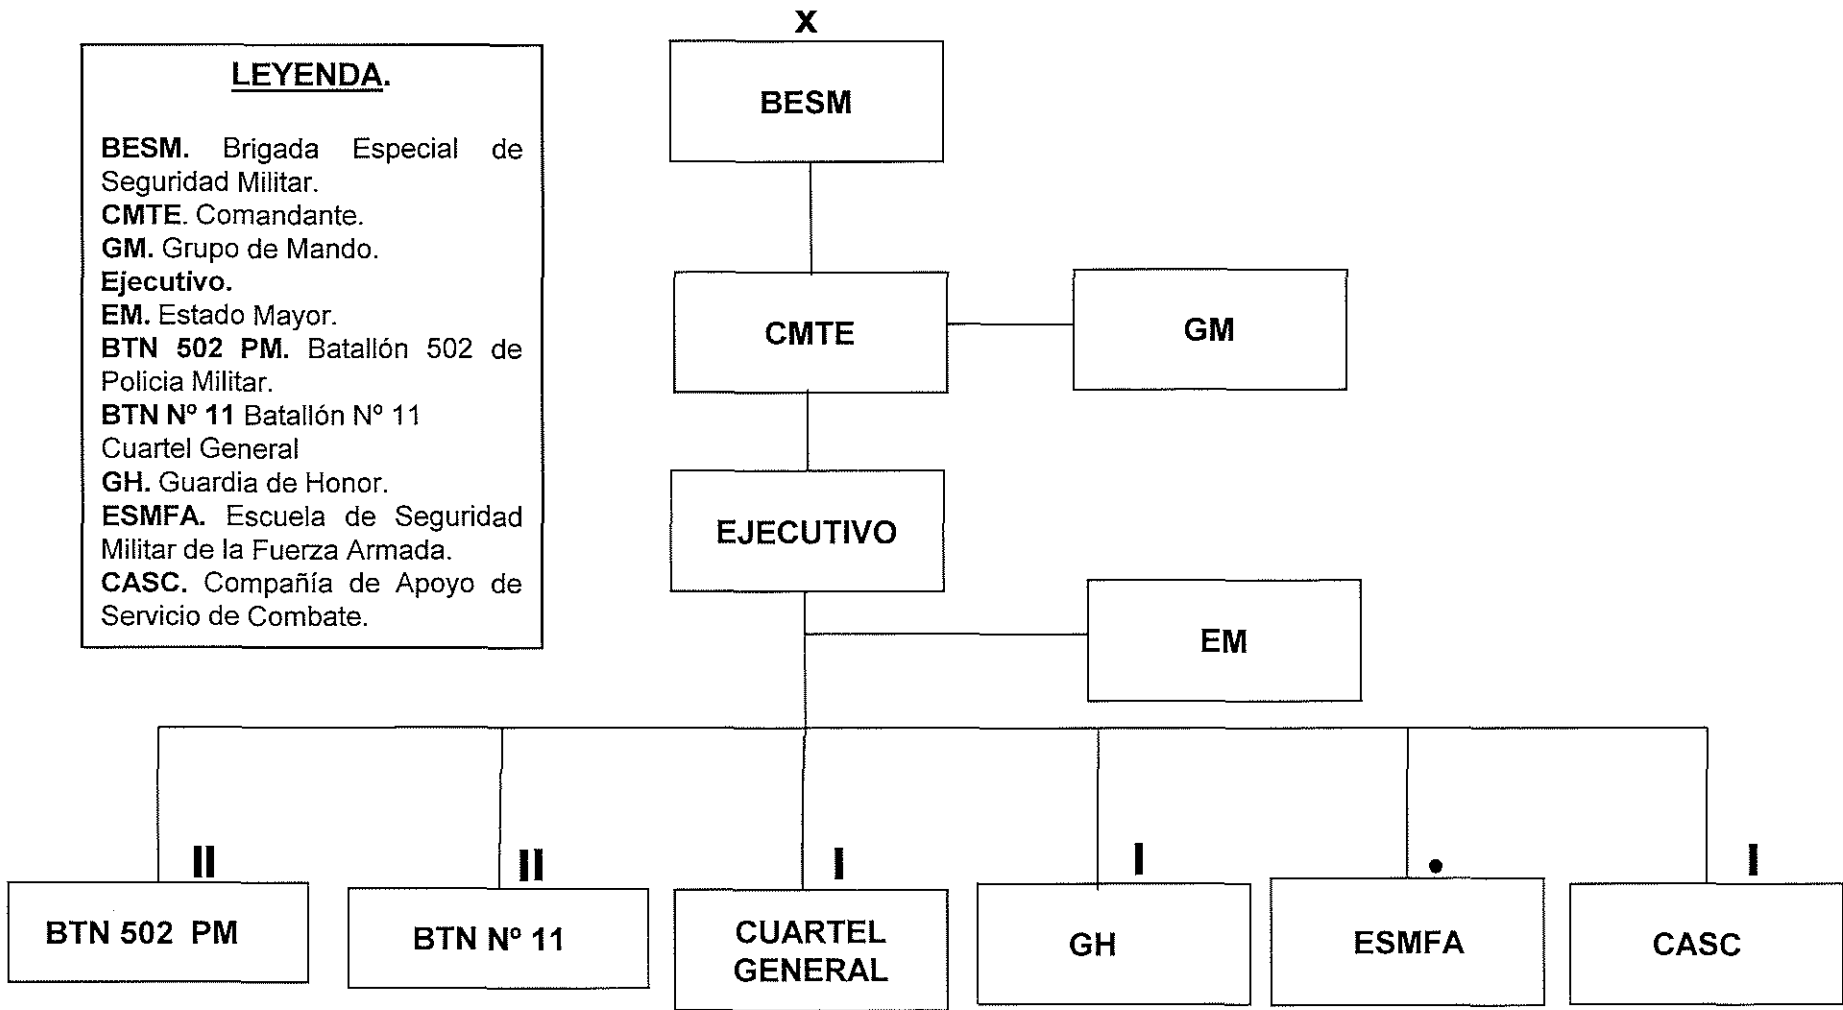 LEYENDA.
BESM. Brigada Especial de
Seguridad Militar.
CMTE. Comandante.
GM. Grupo de Mando.
Ejecutivo.
EM. Estado Mayor.
BTN 502 PM. Batallón 502 de
Policia Militar.
BTN Nº 11 Batallón Nº 11
Cuartel General
GH. Guardia de Honor.
ESMFA. Escuela de Seguridad
Militar de la Fuerza Armada.
CASC. Compañía de Apoyo de
Servicio de Combate.
X
BESM
CMTE
GM
EJECUTIVO
EM
II
BTN 502 PM
II
BTN Nº 11
I
CUARTEL
GENERAL
I
GH
•
ESMFA
I
CASC